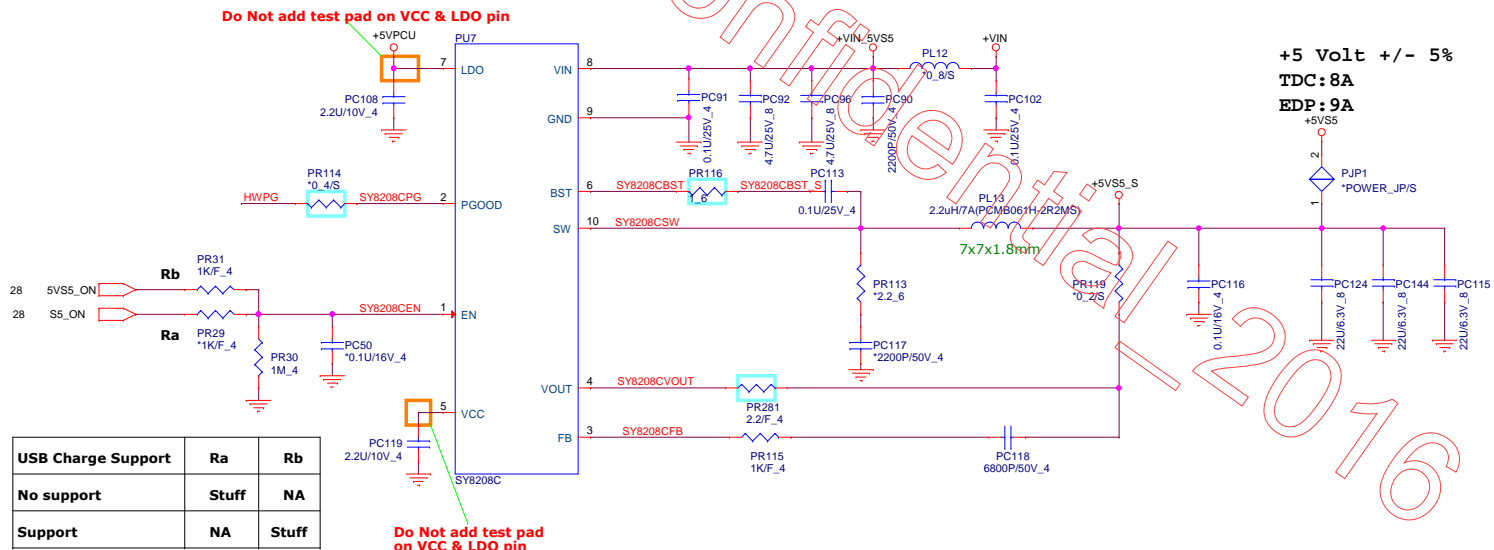 Do Not add test pad on VCC & LDO pin
+5VPCU
PU7
7
LDO
PC108
2.2U/10V_4
VIN
8
+VIN_5VS5
+VIN
PL12
*0_8/S
PC91
0.1U/25V_4
PC92
4.7U/25V_8
PC96
4.7U/25V_8
PC90
2200P/50V_4
PC102
0.1U/25V_4
GND
9
+5 Volt +/- 5%
TDC:8A
EDP:9A
+5VS5
2
PJP1
*POWER_JP/S
1
PR114
*0_4/S
HWPG
SY8208CPG
2
PGOOD
BST
6
SY8208CBST
PR116
1_6
SY8208CBST_S
PC113
0.1U/25V_4
SW
10
SY8208CSW
PL13
2.2uH/7A(PCMB061H-2R2MS)
7x7x1.8mm
+5VS5_S
PR113
*2.2_6
PC117
*2200P/50V_4
PR119
*0_2/S
PC116
0.1U/16V_4
PC124
22U/6.3V_8
PC144
22U/6.3V_8
PC115
22U/6.3V_8
28
5VS5_ON
Rb
PR31
1K/F_4
28
S5_ON
Ra
PR29
*1K/F_4
SY8208CEN
1
EN
PR30
1M_4
PC50
*0.1U/16V_4
VOUT
4
SY8208CVOUT
PR281
2.2/F_4
5
VCC
PC119
2.2U/10V_4
FB
3
SY8208CFB
PR115
1K/F_4
PC118
6800P/50V_4
SY8208C
Do Not add test pad
on VCC & LDO pin
USB Charge Support Ra Rb
No support Stuff NA
Support NA Stuff
2016